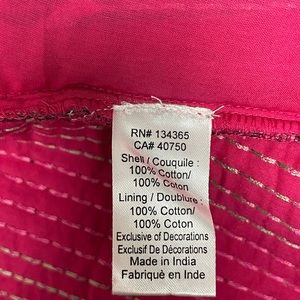 RN# 134365
CA# 40750
Shell / Couquile :
100% Cotton/
100% Coton
Lining / Doublure :
100% Cotton/
100% Coton
Exclusive of Decorations
Exclusif De Décorations
Made in India
Fabriqué en Inde